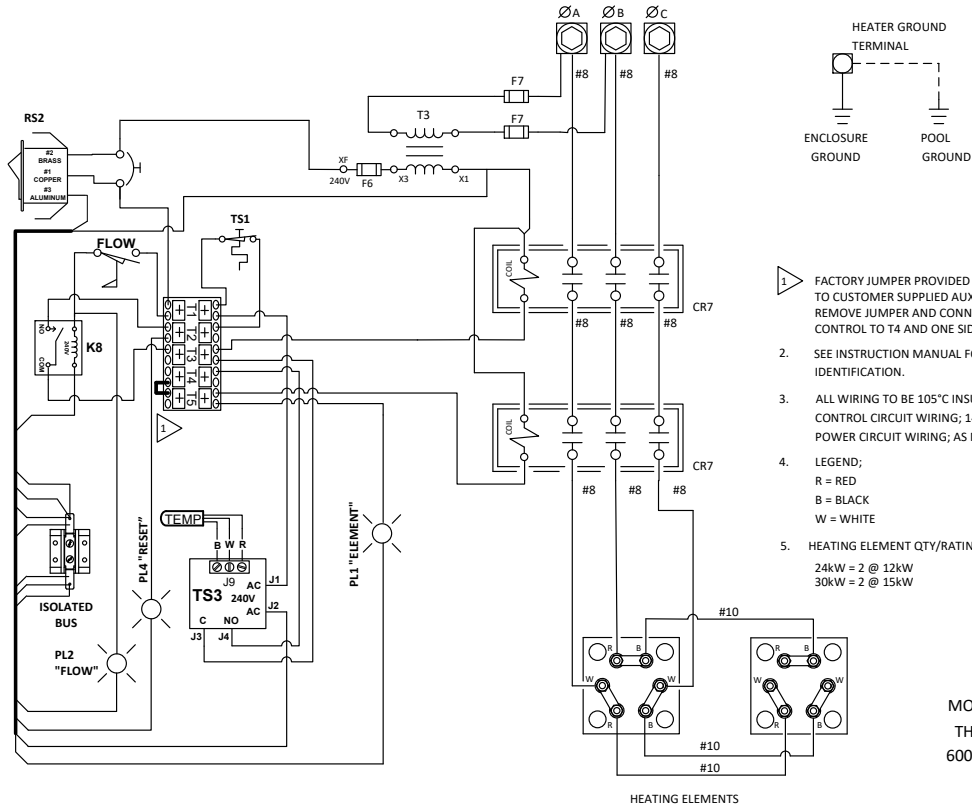 ØA ØB ØC
#8 #8 #8
F7
F7
T3
F6
XF
240V
X3
X1
RS2
#2
BRASS
#1
COPPER
#3
ALUMINUM
HEATER GROUND
TERMINAL
ENCLOSURE
GROUND
POOL
GROUND
FLOW
TS1
NO
COM
240V
K8
T1
T2
T3
T4
T5
1
COIL
CR7
#8 #8 #8
COIL
CR7
#8 #8 #8
1 FACTORY JUMPER PROVIDED
TO CUSTOMER SUPPLIED AUX
REMOVE JUMPER AND CONN
CONTROL TO T4 AND ONE SID
2. SEE INSTRUCTION MANUAL FO
IDENTIFICATION.
3. ALL WIRING TO BE 105°C INSU
CONTROL CIRCUIT WIRING; 14
POWER CIRCUIT WIRING; AS
4. LEGEND;
R = RED
B = BLACK
W = WHITE
5. HEATING ELEMENT QTY/RATIN
24kW = 2 @ 12kW
30kW = 2 @ 15kW
ISOLATED
BUS
PL2
"FLOW"
PL4 "RESET"
TEMP
B W R
J9
TS3 240V
AC
AC
J1
J2
C NO
J3 J4
PL1 "ELEMENT"
#10
R B
W W
R B
R B
W W
R B
#10
#10
HEATING ELEMENTS
MO
TH
600